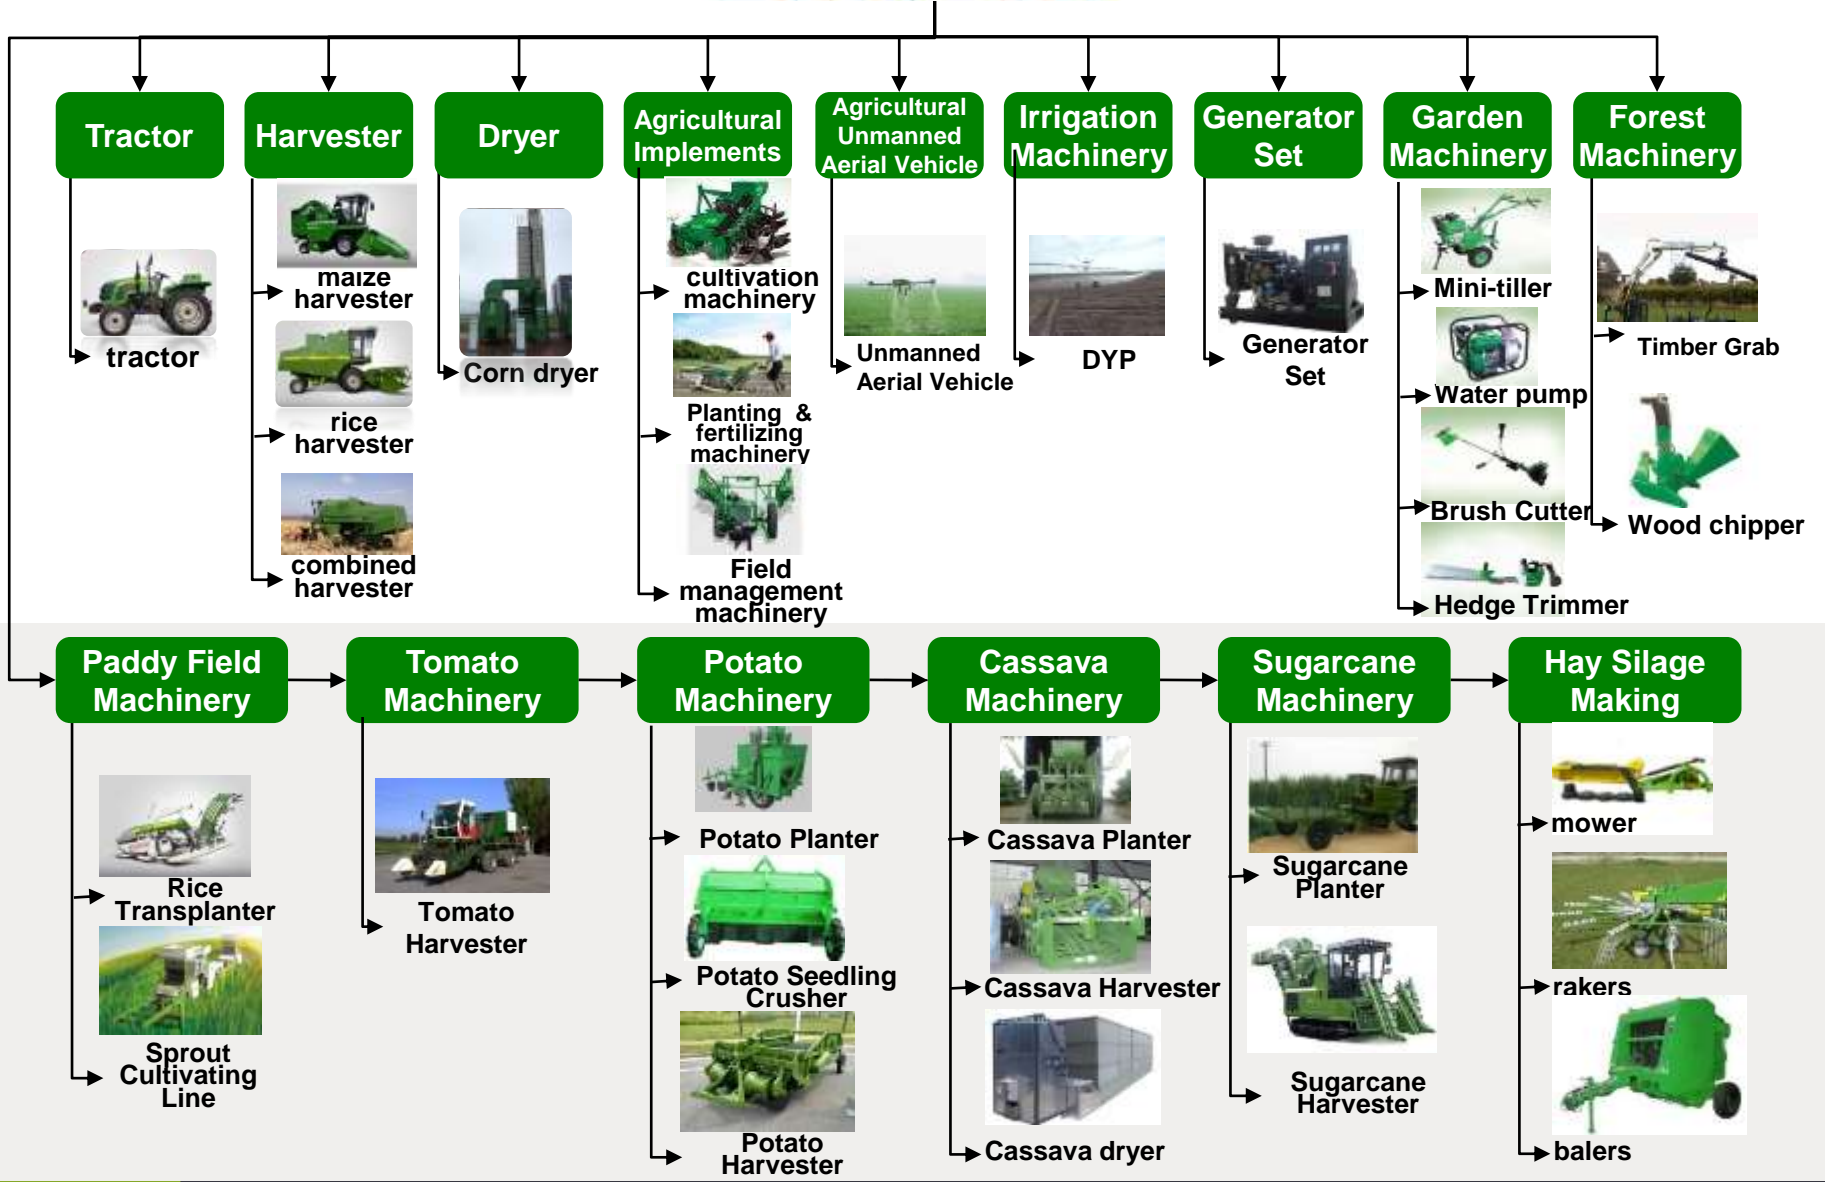 Tractor
Harvester
Dryer
Agricultural
Implements
Agricultural
Unmanned
Aerial Vehicle
Irrigation
Machinery
Generator
Set
Garden
Machinery
Forest
Machinery
tractor
maize
harvester
rice
harvester
combined
harvester
Corn dryer
cultivation
machinery
Planting &
fertilizing
machinery
Field
management
machinery
Unmanned
Aerial Vehicle
DYP
Generator
Set
Mini-tiller
Water pump
Brush Cutter
Hedge Trimmer
Timber Grab
Wood chipper
Paddy Field
Machinery
Tomato
Machinery
Potato
Machinery
Cassava
Machinery
Sugarcane
Machinery
Hay Silage
Making
Rice
Transplanter
Sprout
Cultivating
Line
Tomato
Harvester
Potato Planter
Potato Seedling
Crusher
Potato
Harvester
Cassava Planter
Cassava Harvester
Cassava dryer
Sugarcane
Planter
Sugarcane
Harvester
mower
rakers
balers